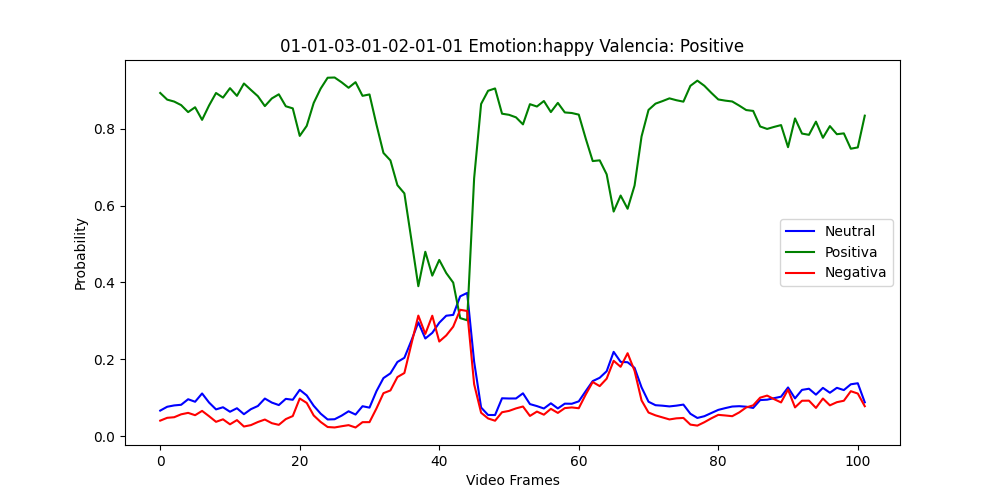 01-01-03-01-02-01-01 Emotion:happy Valencia: Positive
Probability
0.8
0.6
0.4
0.2
0.0
Neutral
Positiva
Negativa
0 20 40 60 80 100
Video Frames